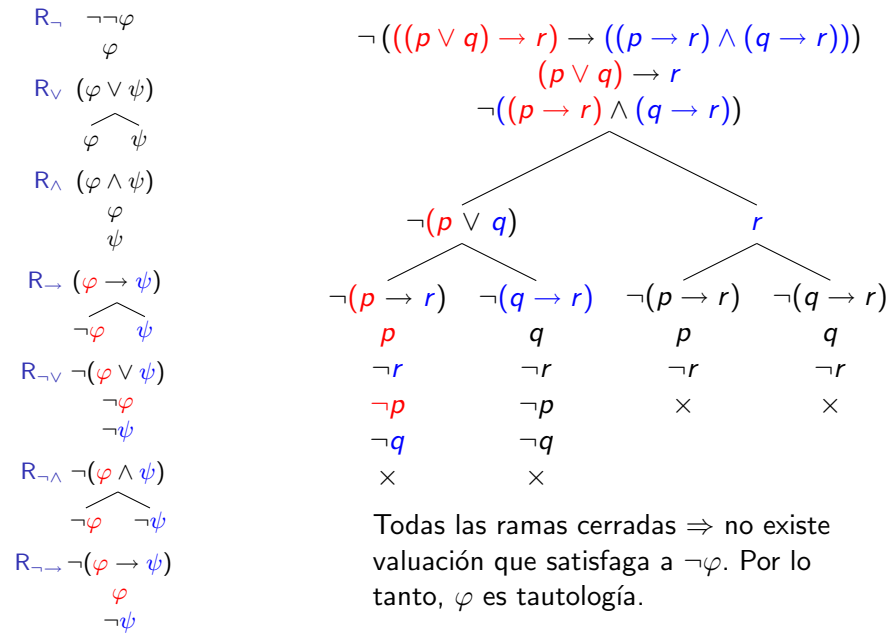 R¬ ¬¬φ
φ
R∨ (φ ∨ ψ)
φ ψ
R∧ (φ ∧ ψ)
φ
ψ
R→ (φ → ψ)
¬φ ψ
R¬∨ ¬(φ ∨ ψ)
¬φ
¬ψ
R¬∧ ¬(φ ∧ ψ)
¬φ ¬ψ
R¬→ ¬(φ → ψ)
φ
¬ψ
¬(((p ∨ q) → r) → ((p → r) ∧ (q → r)))
(p ∨ q) → r
¬((p → r) ∧ (q → r))
¬(p ∨ q) r
¬(p → r) ¬(q → r) ¬(p → r) ¬(q → r)
p q p q
¬r ¬r ¬r ¬r
¬p ¬p × ×
¬q ¬q
× ×
Todas las ramas cerradas ⇒ no existe
valuación que satisfaga a ¬φ. Por lo
tanto, φ es tautología.